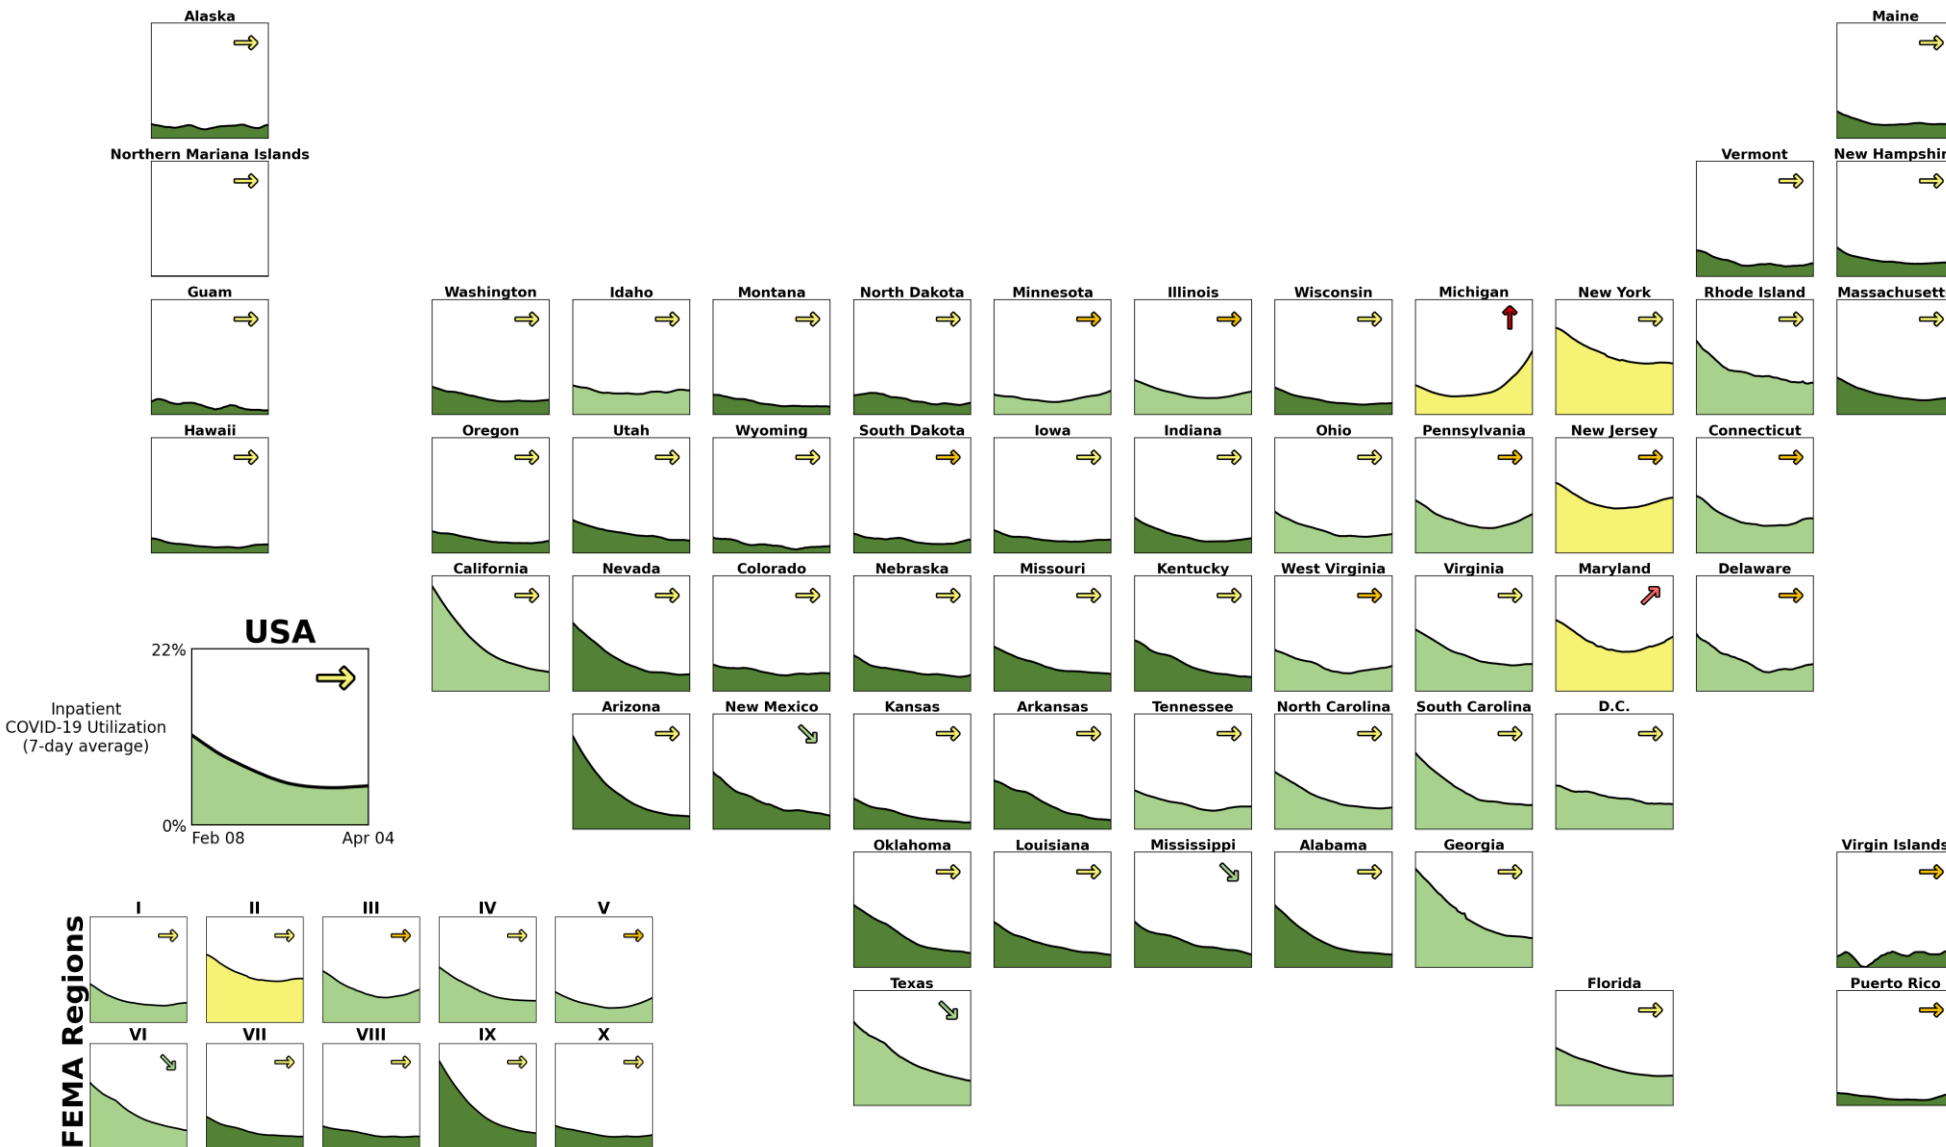 Alaska
Maine
Northern Mariana Islands
Vermont
New Hampshir
Guam
Washington
Idaho
Montana
North Dakota
Minnesota
Illinois
Wisconsin
Michigan
New York
Rhode Island
Massachusett
Hawaii
Oregon
Utah
Wyoming
South Dakota
Iowa
Indiana
Ohio
Pennsylvania
New Jersey
Connecticut
California
Nevada
Colorado
Nebraska
Missouri
Kentucky
West Virginia
Virginia
Maryland
Delaware
USA
22%
Inpatient
COVID-19 Utilization
(7-day average)
0%
Feb 08
Apr 04
Arizona
New Mexico
Kansas
Arkansas
Tennessee
North Carolina
South Carolina
D.C.
Oklahoma
Louisiana
Mississippi
Alabama
Georgia
Virgin Islands
Texas
Florida
Puerto Rico
FEMA Regions
I
II
III
IV
V
VI
VII
VIII
IX
X